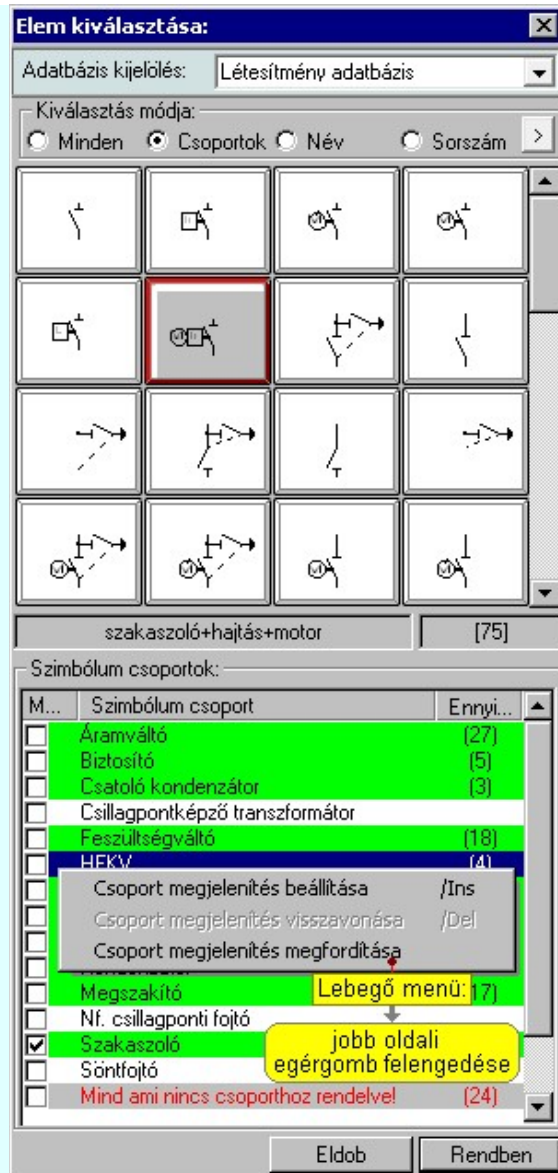 Elem kiválasztása:
Adatbázis kijelölés: Létesítmény adatbázis
Kiválasztás módja:
Minden Csoportok Név Sorszám >
szakaszoló+hajtás+motor [75]
Szimbólum csoportok:
M... Szimbólum csoport Ennyi...
Áramváltó (27)
Biztosító (5)
Csatoló kondenzátor (3)
Csillagpontképző transzformátor
Feszültségváltó (18)
HFKV (4)
Csoport megjelenítés beállítása /Ins
Csoport megjelenítés visszavonása /Del
Csoport megjelenítés megfordítása
Lebegő menü:
Megszakító 17)
Nf. csillagponti fojtó
jobb oldali
Szakaszoló
egérgomb felengedése
Söntfojtó
Mind ami nincs csoporthoz rendelve! (24)
Eldob Rendben